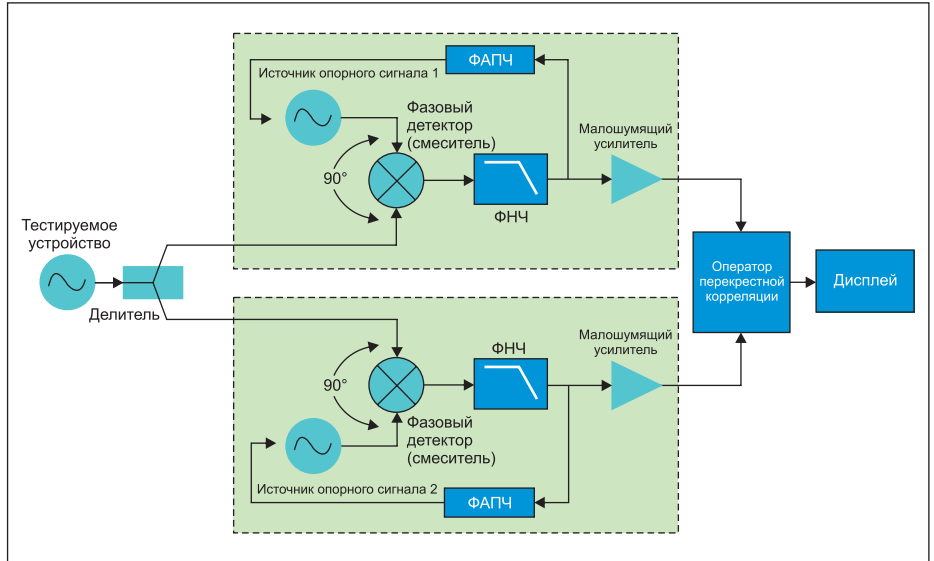 ФАПЧ
Источник опорного сигнала 1
Фазовый
детектор
(смеситель)
Малошумящий
усилитель
90°
ФНЧ
Тестируемое
устройство
Делитель
Оператор
перекрестной
корреляции
Дисплей
Малошумящий
усилитель
ФНЧ
90°
Фазовый
детектор
(смеситель)
Источник опорного сигнала 2
ФАПЧ